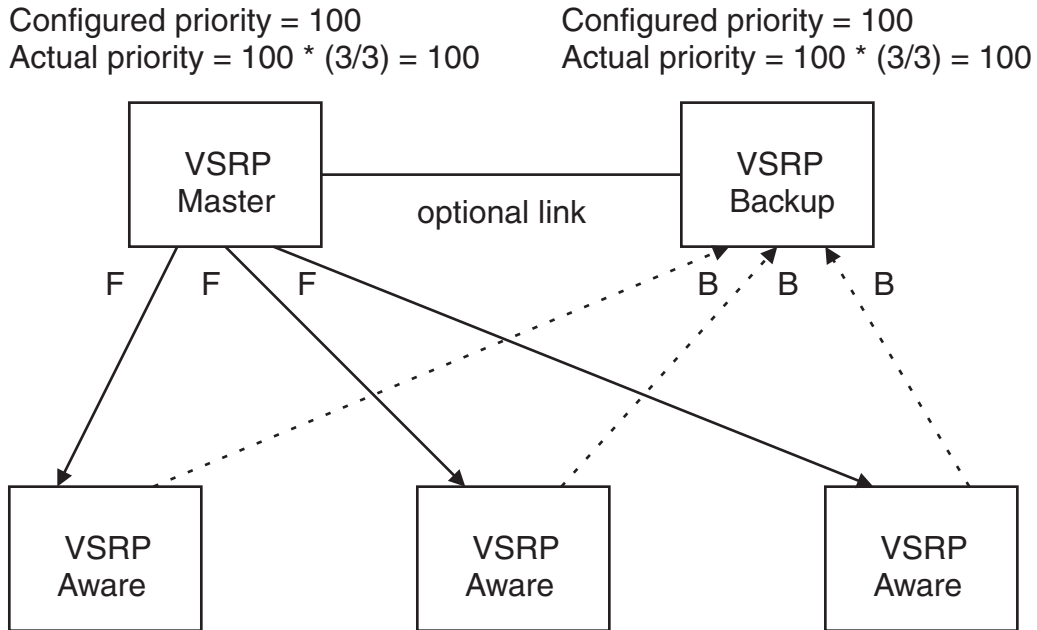 Configured priority = 100
Actual priority = 100 * (3/3) = 100
Configured priority = 100
Actual priority = 100 * (3/3) = 100
VSRP
Master
optional link
VSRP
Backup
F
F
F
B
B
B
VSRP
Aware
VSRP
Aware
VSRP
Aware